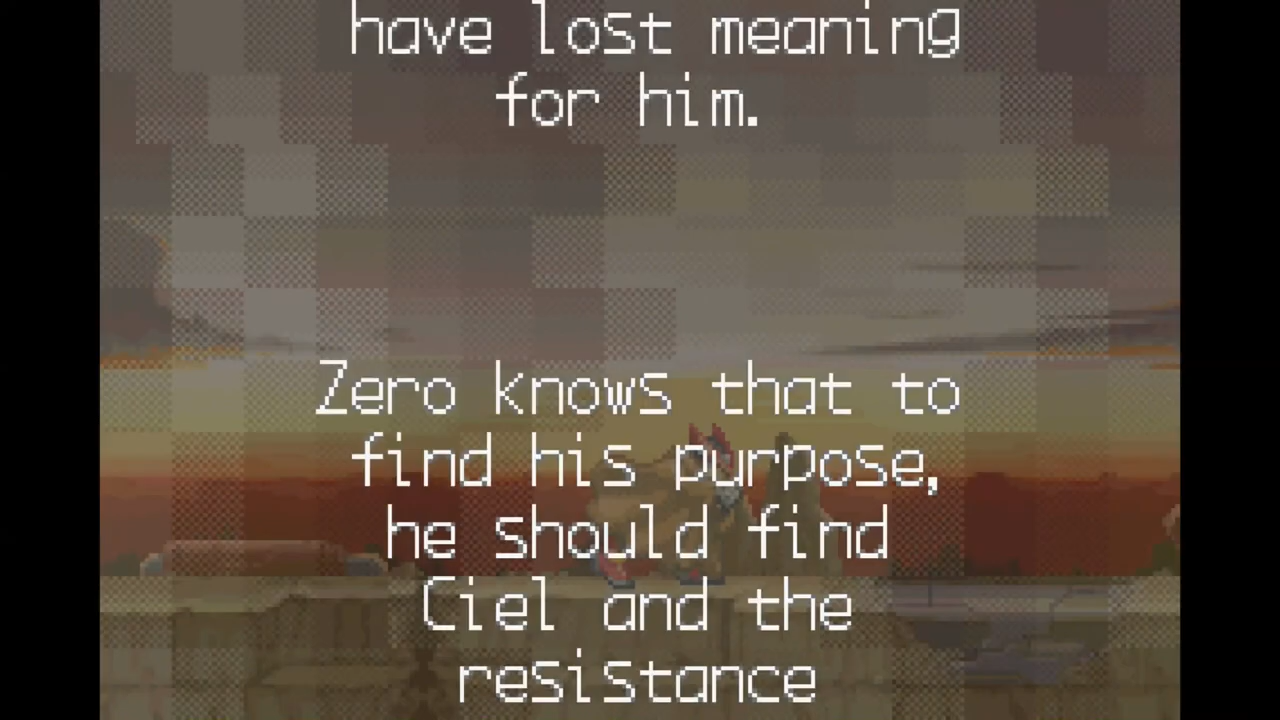 have lost meaning
for him.
Zero knows that to
find his purpose,
he should find
Ciel and the
resistance